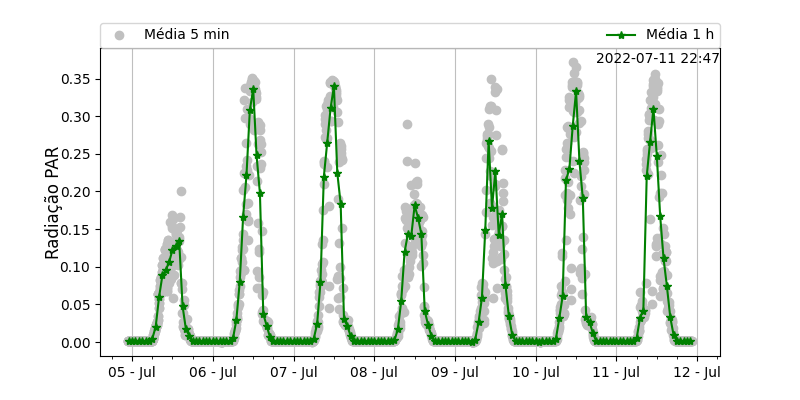 Média 5 min
Média 1 h
2022-07-11 22:47
Radiação PAR
0.35
0.30
0.25
0.20
0.15
0.10
0.05
0.00
05 - Jul
06 - Jul
07 - Jul
08 - Jul
09 - Jul
10 - Jul
11 - Jul
12 - Jul